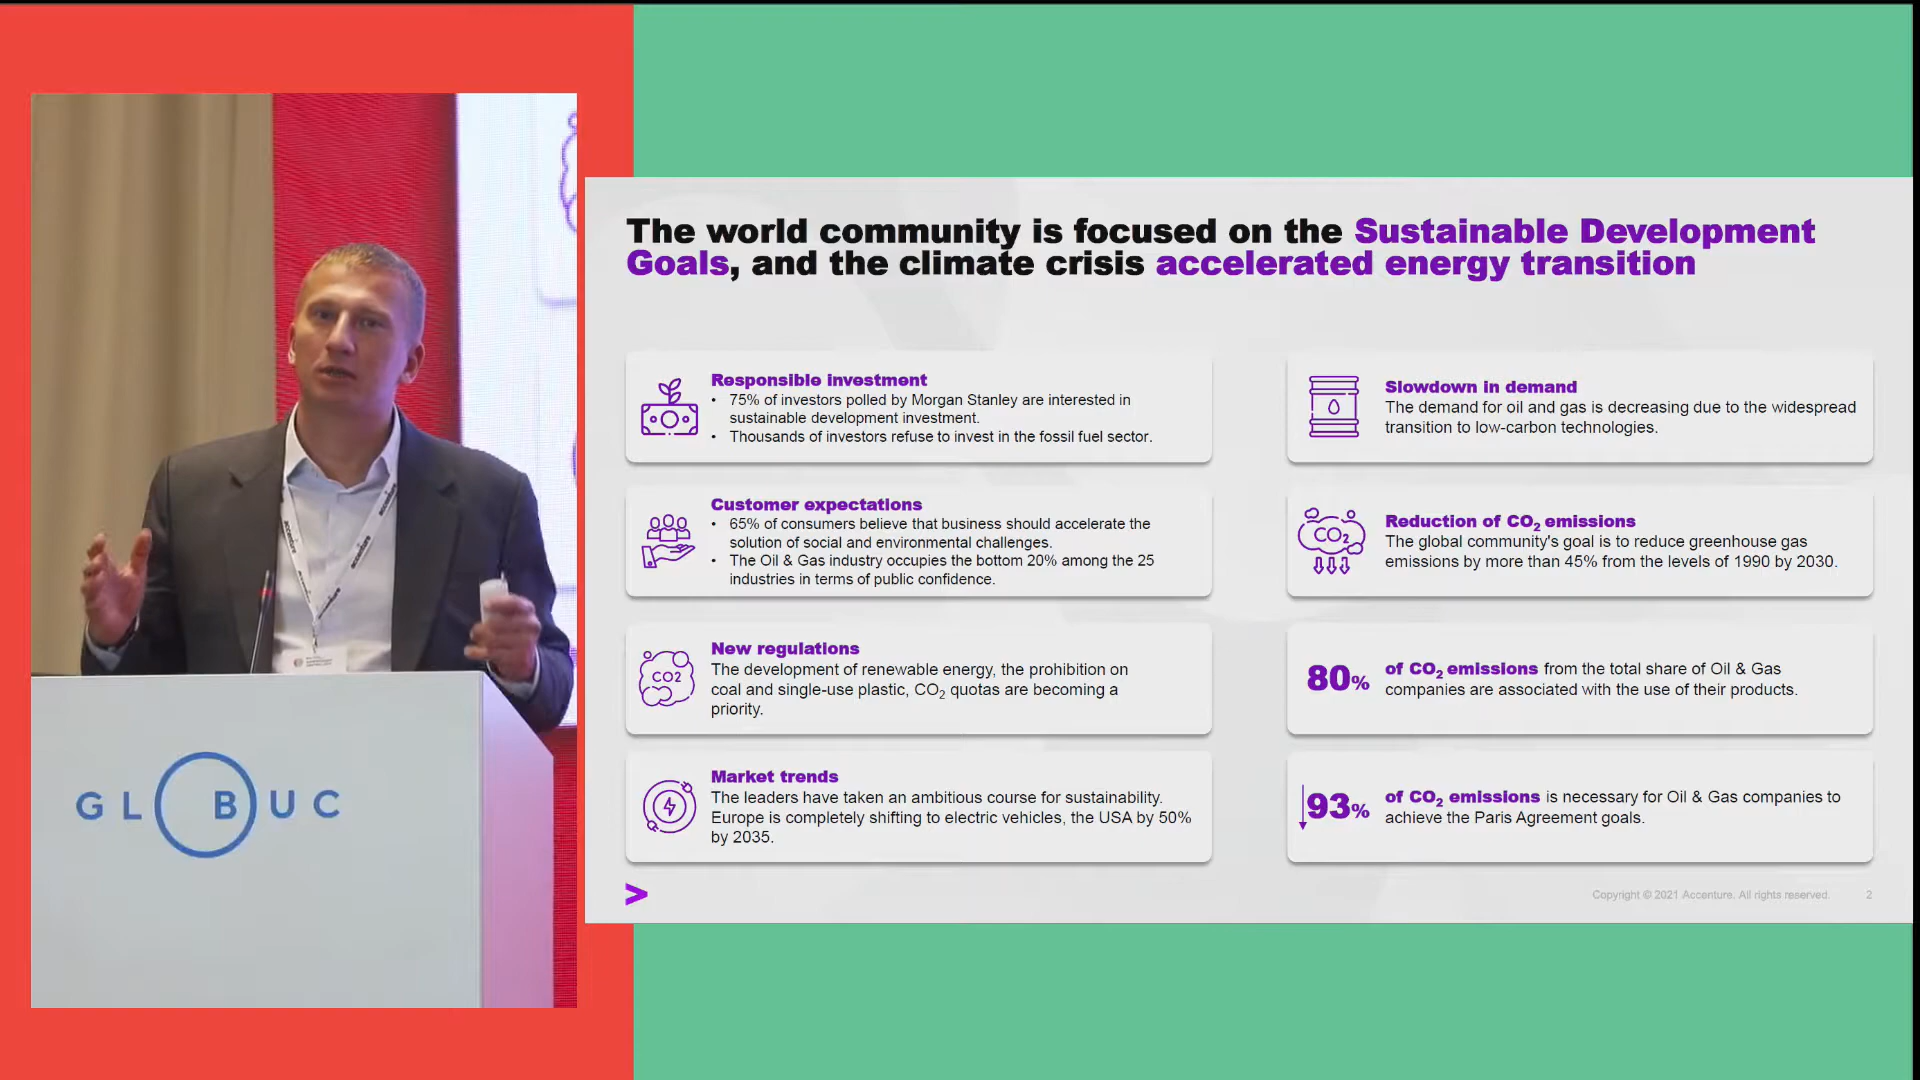 The world community is focused on the Sustainable Development
Goals, and the climate crisis accelerated energy transition
Responsible investment
• 75% of investors polled by Morgan Stanley are interested in
sustainable development investment.
• Thousands of investors refuse to invest in the fossil fuel sector.
Customer expectations
• 65% of consumers believe that business should accelerate the
solution of social and environmental challenges.
• The Oil & Gas industry occupies the bottom 20% among the 25
industries in terms of public confidence.
CO2
New regulations
The development of renewable energy, the prohibition on
coal and single-use plastic, CO2 quotas are becoming a
priority.
Market trends
The leaders have taken an ambitious course for sustainability.
Europe is completely shifting to electric vehicles, the USA by 50%
by 2035.
Slowdown in demand
The demand for oil and gas is decreasing due to the widespread
transition to low-carbon technologies.
CO2
Reduction of CO2 emissions
The global community's goal is to reduce greenhouse gas
emissions by more than 45% from the levels of 1990 by 2030.
80% of CO2 emissions from the total share of Oil & Gas
companies are associated with the use of their products.
93% of CO2 emissions is necessary for Oil & Gas companies to
achieve the Paris Agreement goals.
>
Copyright © 2021 Accenture. All rights reserved. 2
accenture
accenture
GLOBUC